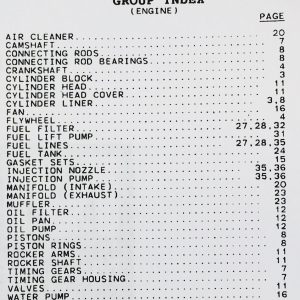 GROUP INDEX
(ENGINE)
PAGE
AIR CLEANER 20
CAMSHAFT 7
CONNECTING RODS 8
CONNECTING ROD BEARINGS 8
CRANKSHAFT 4
CYLINDER BLOCK 3
CYLINDER HEAD 11
CYLINDER HEAD COVER 11
CYLINDER LINER 3,8
FAN 16
FLYWHEEL 4
FUEL FILTER 27,28,32
FUEL LIFT PUMP 31
FUEL LINES 27,28,35
FUEL TANK 24
GASKET SETS 15
INJECTION NOZZLE 35,36
INJECTION PUMP 35,36
MANIFOLD (INTAKE) 20
MANIFOLD (EXHAUST) 23
MUFFLER 23
OIL FILTER 12
OIL PAN 12
OIL PUMP 12
PISTONS 8
PISTON RINGS 8
ROCKER ARMS 11
ROCKER SHAFT 11
TIMING GEARS 7
TIMING GEAR HOUSING 7
VALVES 11
WATER PUMP 16